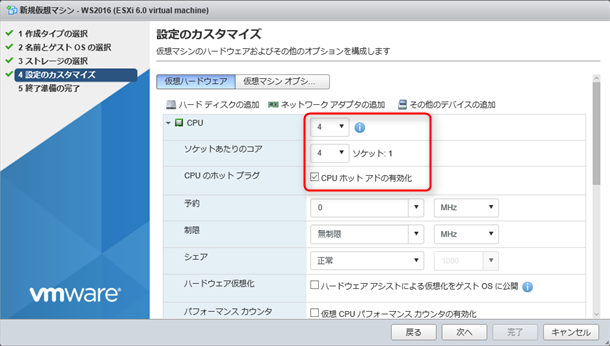 新規仮想マシン - WS2016 (ESXi 6.0 virtual machine)
1 作成タイプの選択
2 名前とゲスト OS の選択
3 ストレージの選択
4 設定のカスタマイズ
5 終了準備の完了
vmware®
設定のカスタマイズ
仮想マシンのハードウェアおよびその他のオプションを構成します
仮想ハードウェア 仮想マシン オプシ...
ハード ディスクの追加 ネットワーク アダプタの追加 その他のデバイスの追加
CPU 4
ソケットあたりのコア 4 ソケット: 1
CPU のホット プラグ CPU ホット アドの有効化
予約 0 MHz
制限 無制限 MHz
シェア 正常 1000
ハードウェア仮想化 ハードウェア アシストによる仮想化をゲスト OS に公開
パフォーマンス カウンタ 仮想 CPU パフォーマンス カウンタの有効化
戻る 次へ 完了 キャンセル